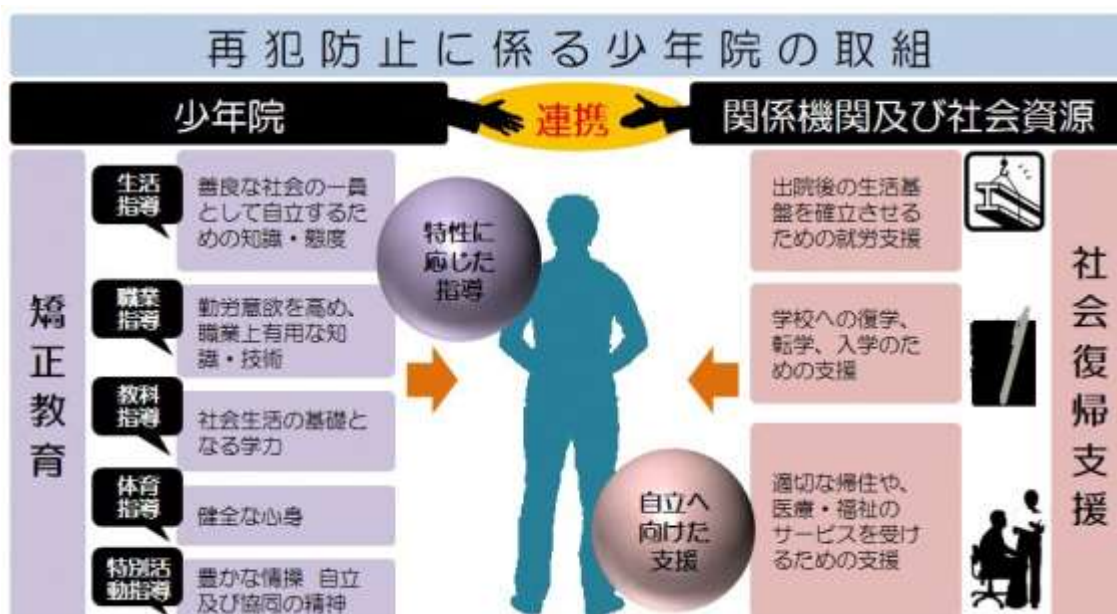 再犯防止に係る少年院の取組
少年院
連携
関係機関及び社会資源
矯正教育
生活
指導
善良な社会の一員
として自立するた
めの知識・態度
職業
指導
勤労意欲を高め、
職業上有用な知
識・技術
教科
指導
社会生活の基礎と
なる学力
体育
指導
健全な心身
特別活
動指導
豊かな情操 自立
及び協同の精神
特性に
応じた
指導
自立へ
向けた
支援
出院後の生活基
盤を確立させる
ための就労支援
学校への復学、
転学、入学のた
めの支援
適切な帰住や、
医療・福祉の
サービスを受け
るための支援
社会復帰支援